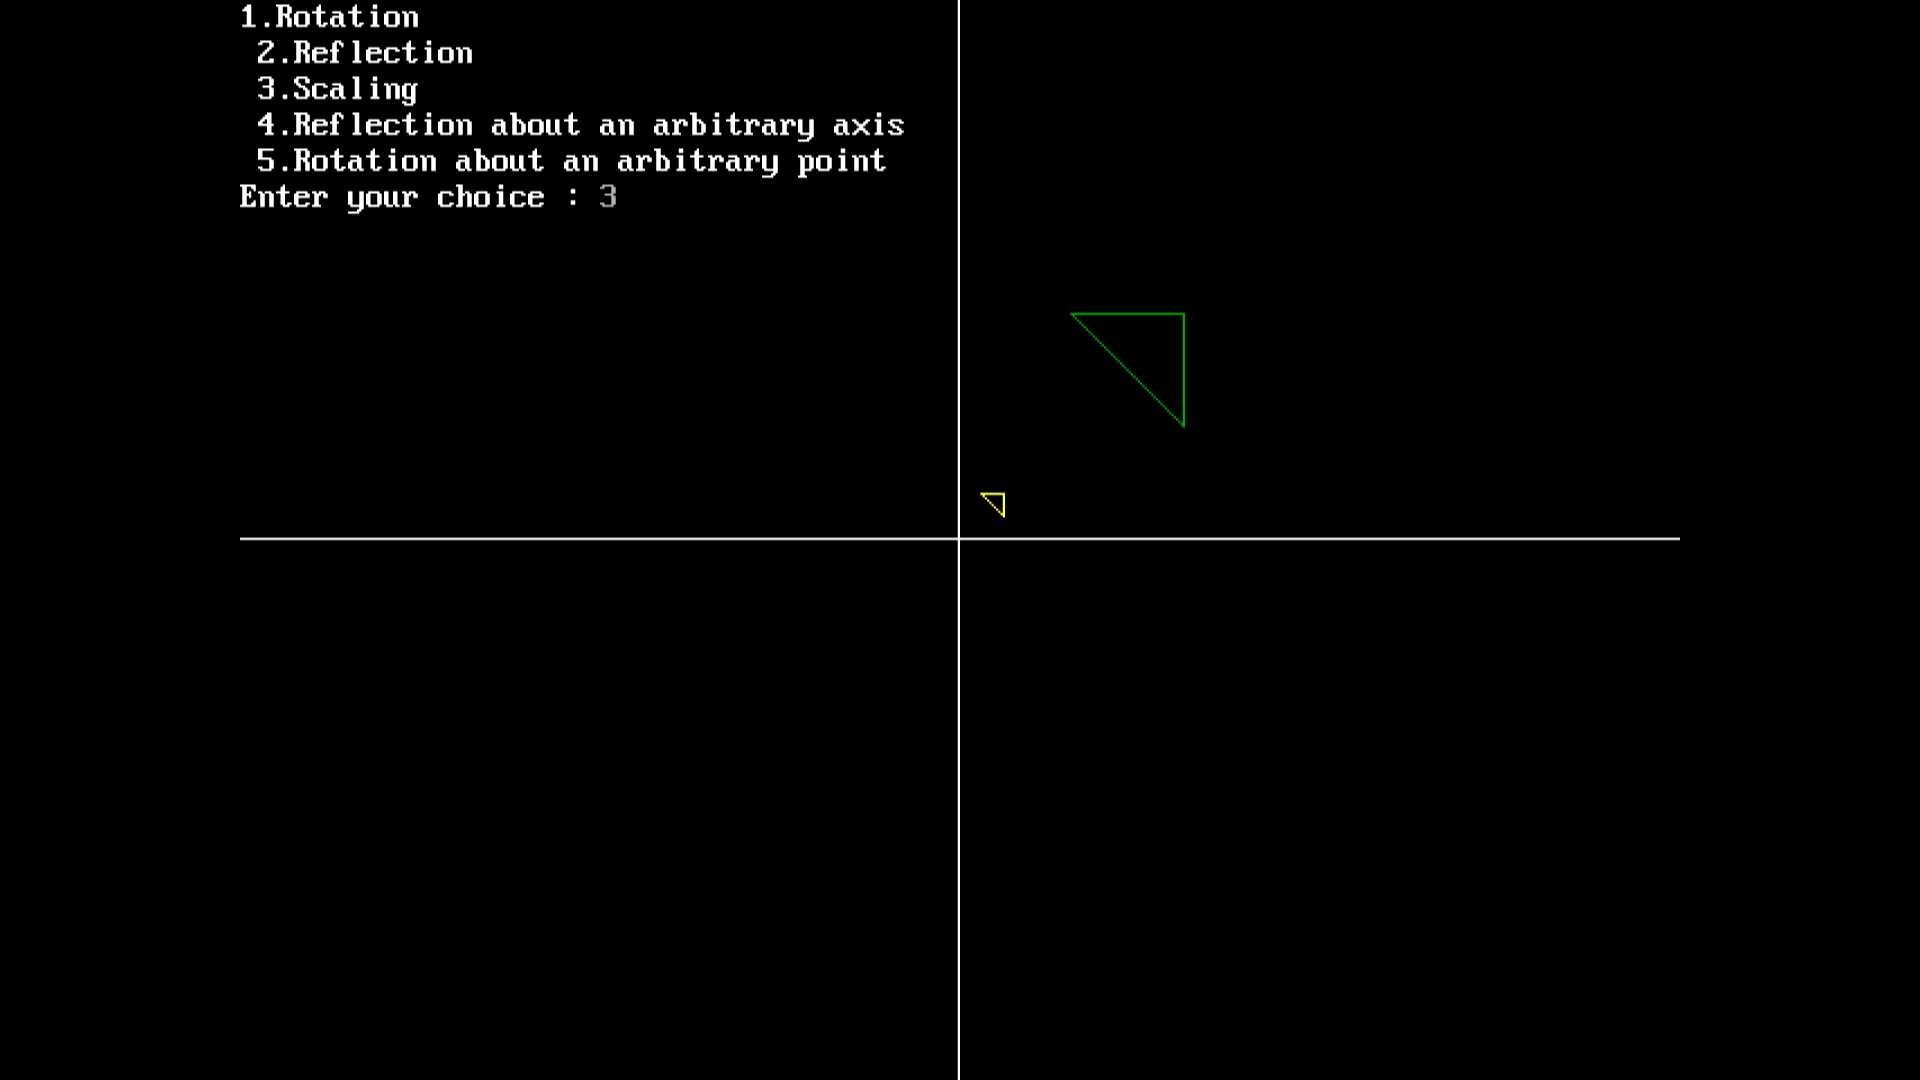 1.Rotation
2.Reflection
3.Scaling
4.Reflection about an arbitrary axis
5.Rotation about an arbitrary point
Enter your choice : 3